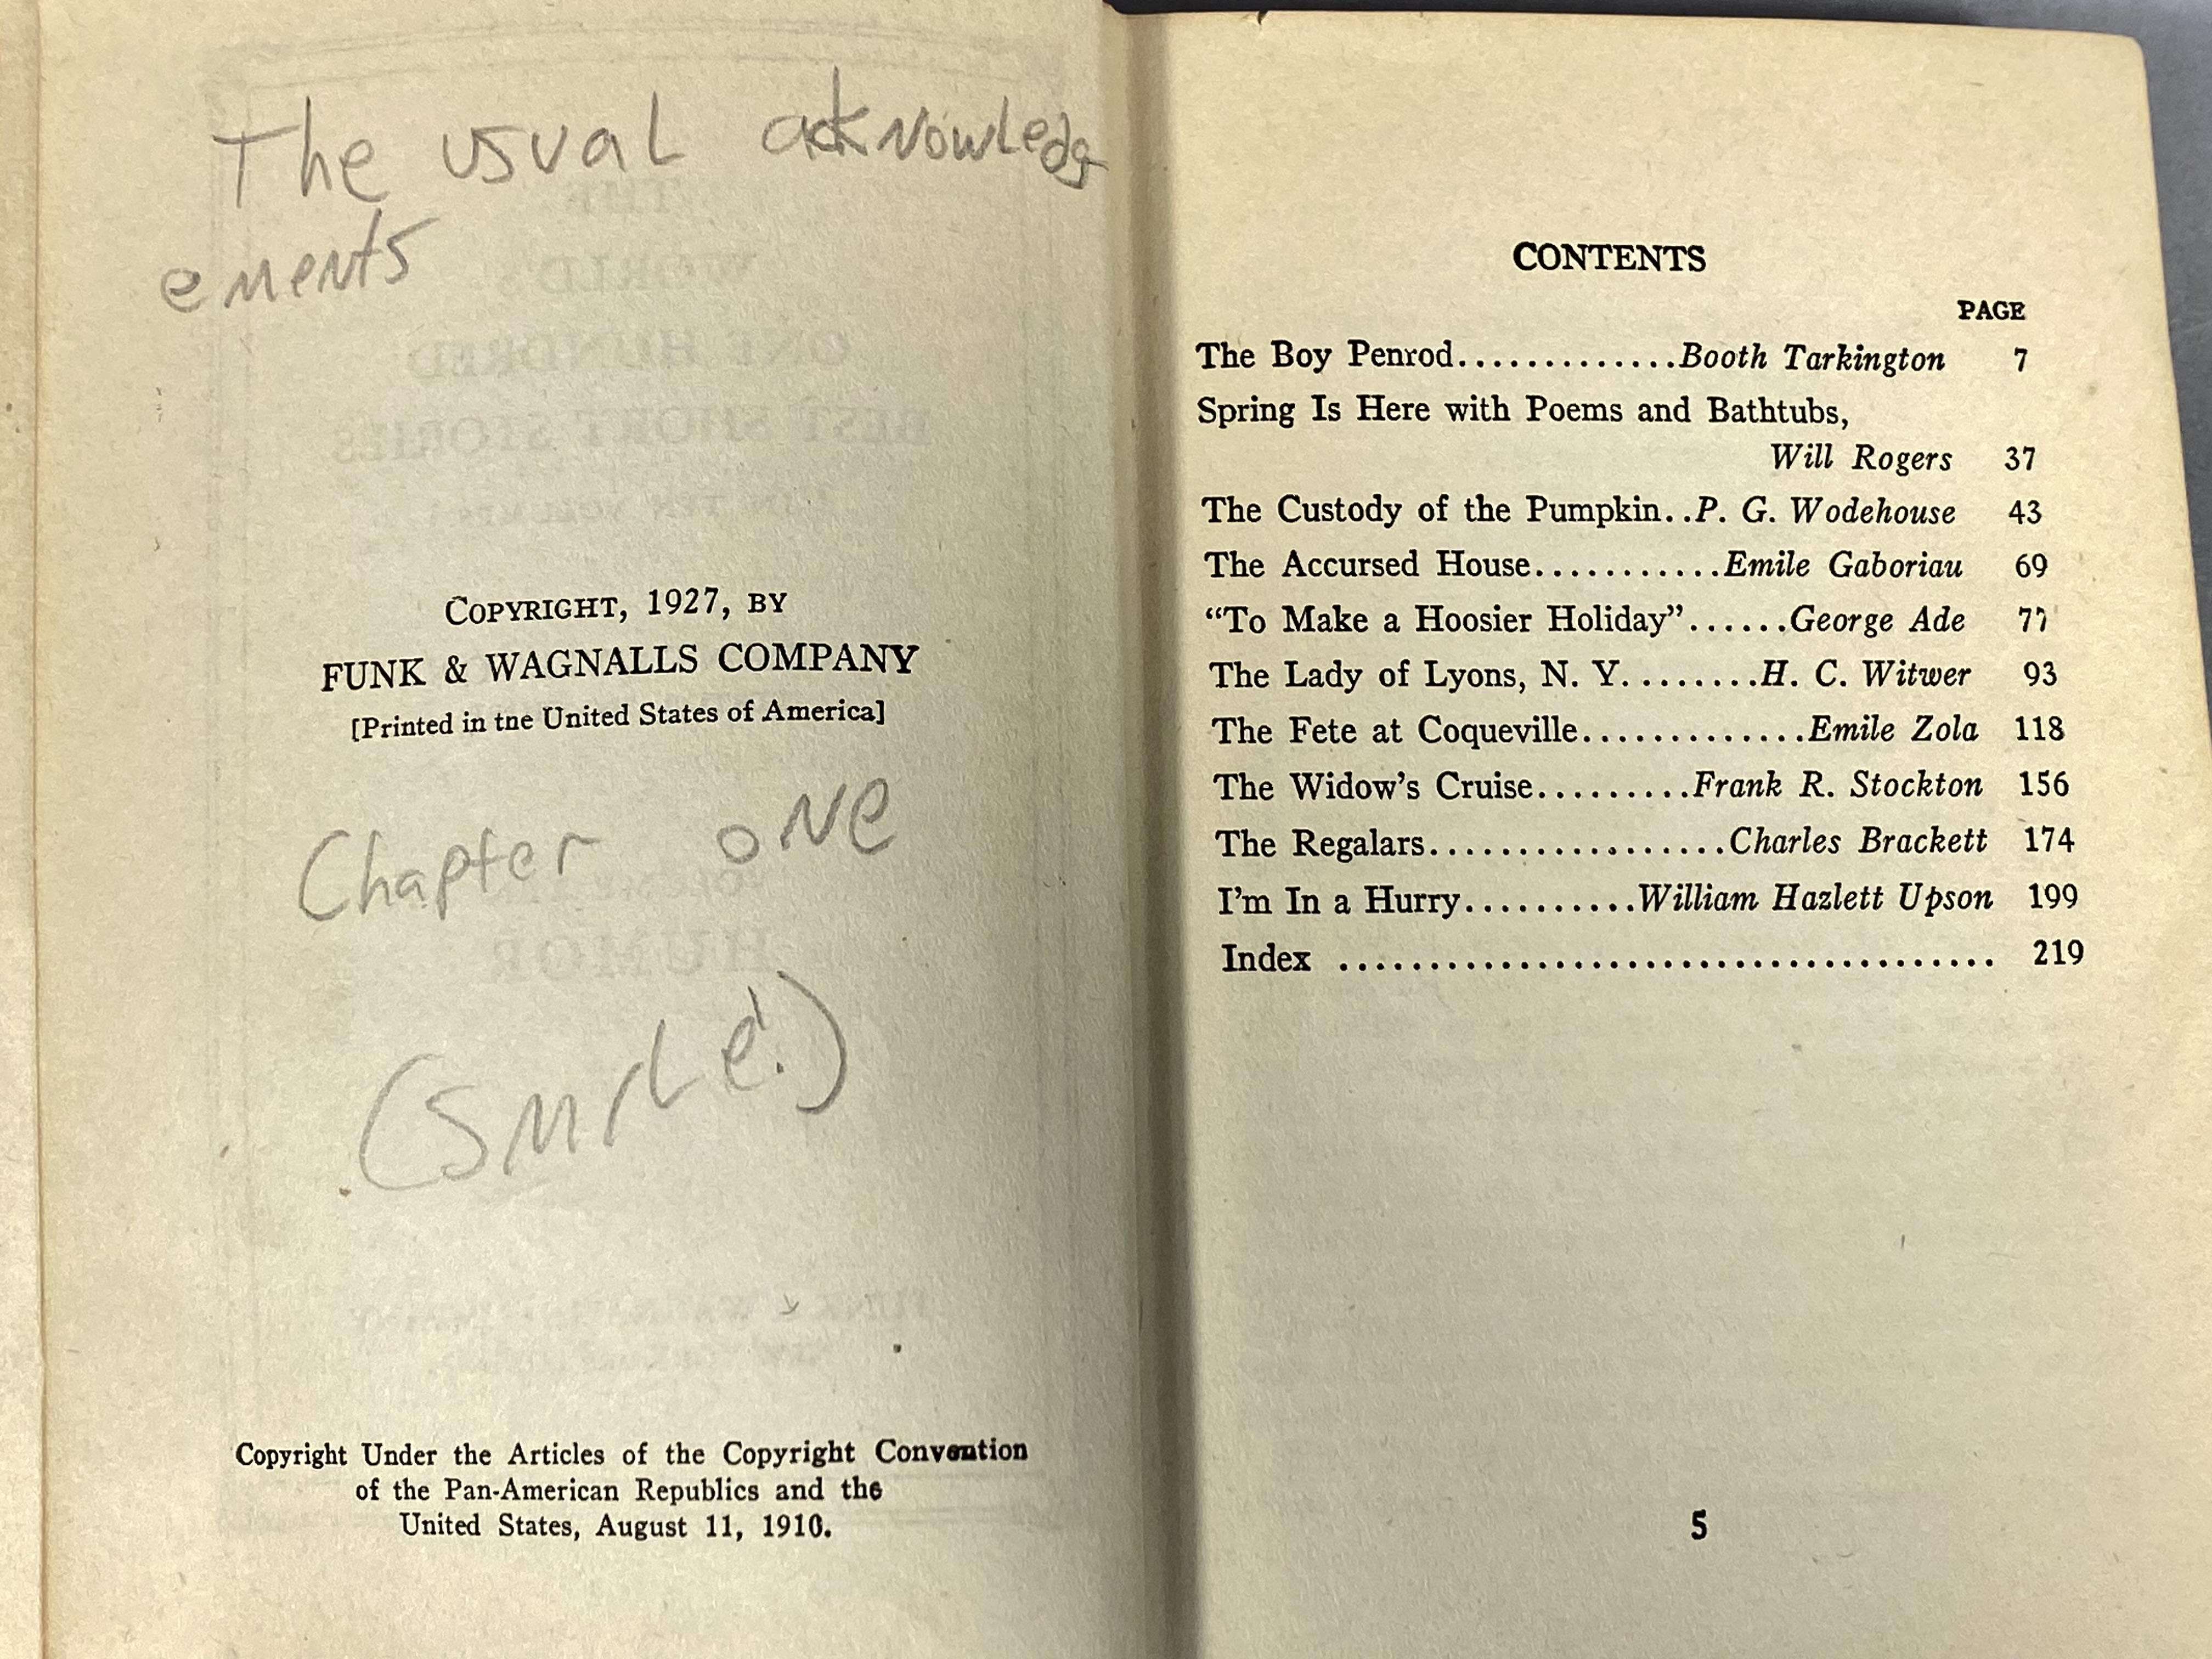 The usual acknowledg
ements
COPYRIGHT, 1927, BY
FUNK & WAGNALLS COMPANY
[Printed in tne United States of America]
Chapter one
(Smile!)
Copyright Under the Articles of the Copyright Convention
of the Pan-American Republics and the
United States, August 11, 1910.
CONTENTS
PAGE
The Boy Penrod.............Booth Tarkington 7
Spring Is Here with Poems and Bathtubs,
Will Rogers 37
The Custody of the Pumpkin..P. G. Wodehouse 43
The Accursed House...........Emile Gaboriau 69
“To Make a Hoosier Holiday”......George Ade 77
The Lady of Lyons, N. Y........H. C. Witwer 93
The Fete at Coqueville.............Emile Zola 118
The Widow's Cruise.........Frank R. Stockton 156
The Regalars.................Charles Brackett 174
I'm In a Hurry..........William Hazlett Upson 199
Index ..................................... 219
5